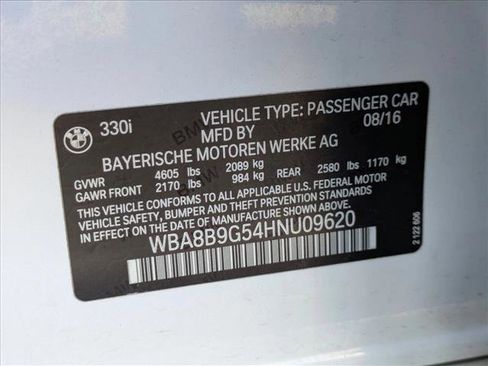 BMW 330i VEHICLE TYPE: PASSENGER CAR
MFD BY 08/16
BAYERISCHE MOTOREN WERKE AG
GVWR 4605 lbs 2089 kg
GAWR FRONT 2170 lbs 984 kg REAR 2580 lbs 1170 kg
THIS VEHICLE CONFORMS TO ALL APPLICABLE U.S. FEDERAL MOTOR
VEHICLE SAFETY, BUMPER AND THEFT PREVENTION STANDARDS
IN EFFECT ON THE DATE OF MANUFACTURE SHOWN ABOVE.
WBA8B9G54HNU09620
2 122 606